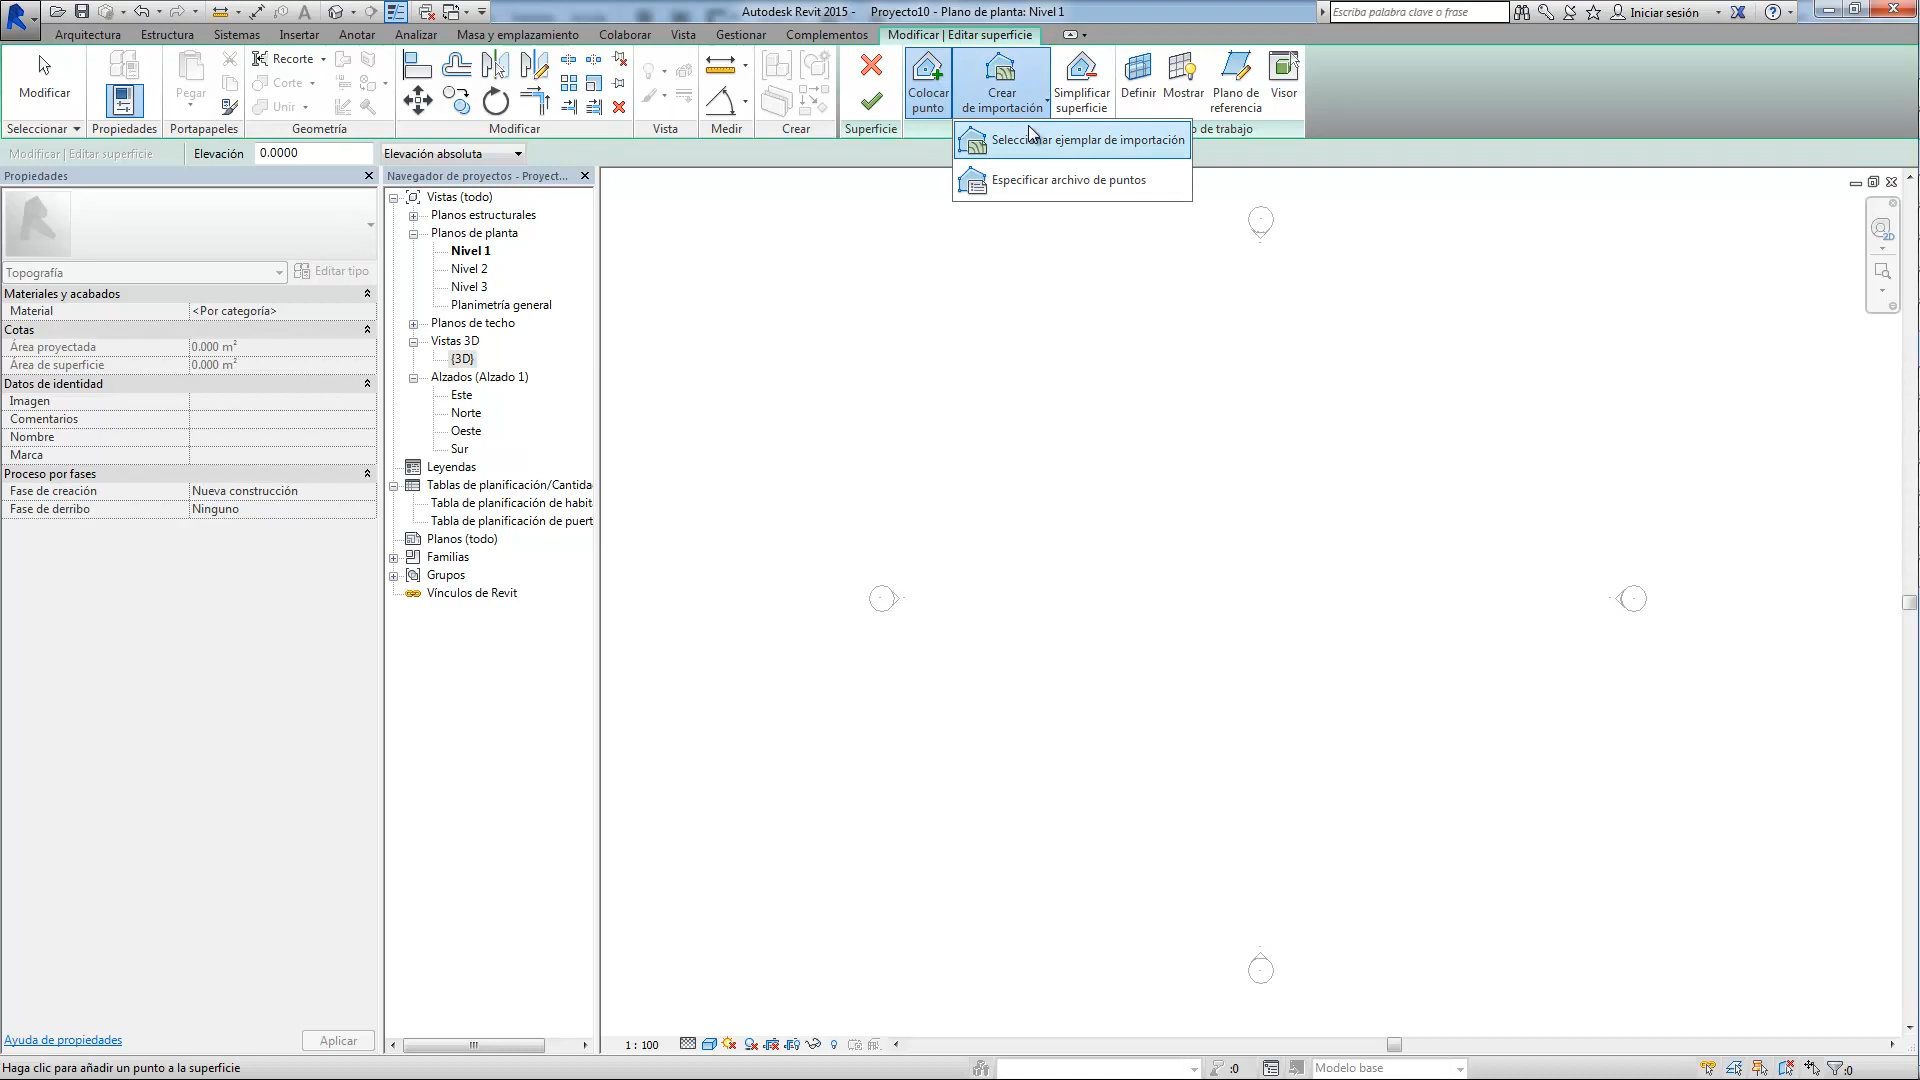 Autodesk Revit 2015 - Proyecto10 - Plano de planta: Nivel 1
Escriba palabra clave o frase
Iniciar sesión
Arquitectura Estructura Sistemas Insertar Anotar Analizar Masa y emplazamiento Colaborar Vista Gestionar Complementos Modificar | Editar superficie
Modificar
Pegar
Recorte
Corte
Unir
Colocar punto
Crear de importación
Simplificar superficie
Definir
Mostrar
Plano de referencia
Visor
Seleccionar Propiedades Portapapeles Geometría Modificar Vista Medir Crear Superficie o de trabajo
Seleccionar ejemplar de importación
Especificar archivo de puntos
Modificar | Editar superficie Elevación 0.0000 Elevación absoluta
Propiedades
Topografía Editar tipo
Materiales y acabados
Material <Por categoría>
Cotas
Área proyectada 0.000 m²
Área de superficie 0.000 m²
Datos de identidad
Imagen
Comentarios
Nombre
Marca
Proceso por fases
Fase de creación Nueva construcción
Fase de derribo Ninguno
Ayuda de propiedades Aplicar
Navegador de proyectos - Proyect...
Vistas (todo)
Planos estructurales
Planos de planta
Nivel 1
Nivel 2
Nivel 3
Planimetría general
Planos de techo
Vistas 3D
{3D}
Alzados (Alzado 1)
Este
Norte
Oeste
Sur
Leyendas
Tablas de planificación/Cantida
Tabla de planificación de habit
Tabla de planificación de puert
Planos (todo)
Familias
Grupos
Vínculos de Revit
2D
1 : 100
Haga clic para añadir un punto a la superficie
:0
Modelo base
:0